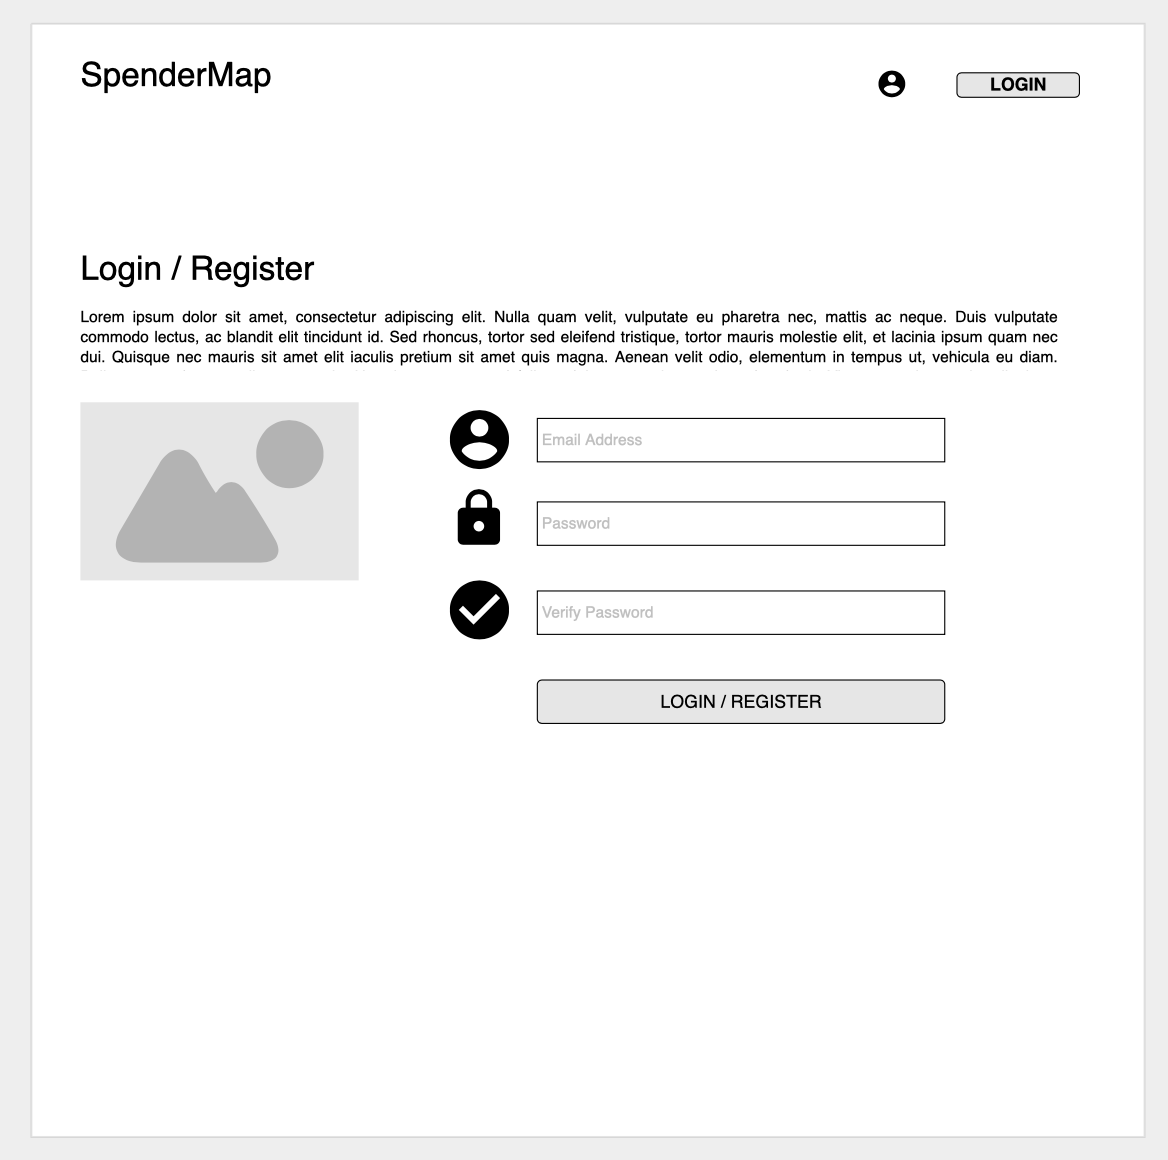 SpenderMap
LOGIN
Login / Register
Lorem ipsum dolor sit amet, consectetur adipiscing elit. Nulla quam velit, vulputate eu pharetra nec, mattis ac neque. Duis vulputate
commodo lectus, ac blandit elit tincidunt id. Sed rhoncus, tortor sed eleifend tristique, tortor mauris molestie elit, et lacinia ipsum quam nec
dui. Quisque nec mauris sit amet elit iaculis pretium sit amet quis magna. Aenean velit odio, elementum in tempus ut, vehicula eu diam.
Email Address
Password
Verify Password
LOGIN / REGISTER